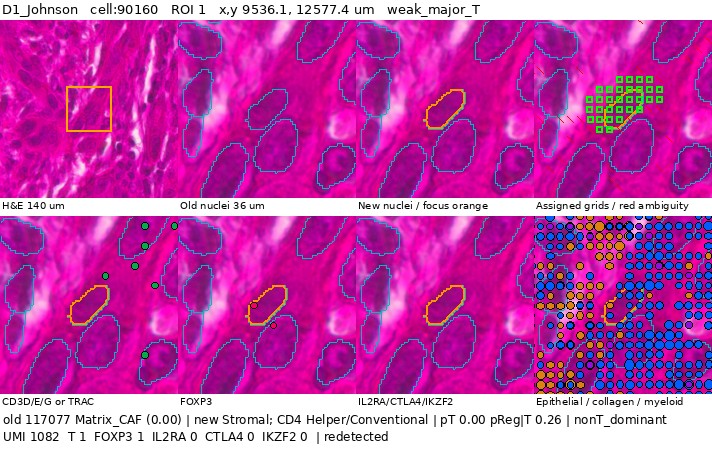 D1_Johnson   cell:90160   ROI 1   x,y 9536.1, 12577.4 um   weak_major_T
H&E 140 um
Old nuclei 36 um
New nuclei / focus orange
Assigned grids / red ambiguity
CD3D/E/G or TRAC
FOXP3
IL2RA/CTLA4/IKZF2
Epithelial / collagen / myeloid
old 117077 Matrix_CAF (0.00) | new Stromal; CD4 Helper/Conventional | pT 0.00 pReg|T 0.26 | nonT_dominant
UMI 1082  T 1  FOXP3 1  IL2RA 0  CTLA4 0  IKZF2 0  | redetected